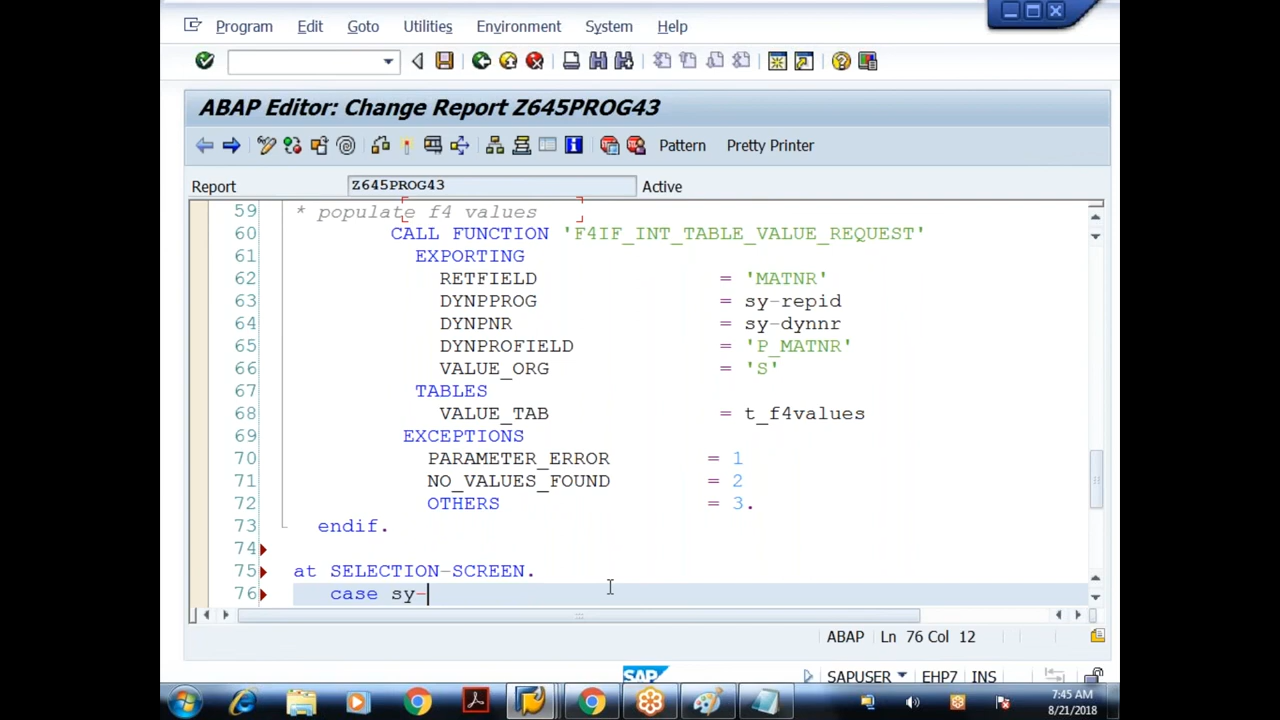 Program Edit Goto Utilities Environment System Help
ABAP Editor: Change Report Z645PROG43
Pattern Pretty Printer
Report Z645PROG43 Active
59 * populate f4 values
60 CALL FUNCTION 'F4IF_INT_TABLE_VALUE_REQUEST'
61 EXPORTING
62 RETFIELD = 'MATNR'
63 DYNPPROG = sy-repid
64 DYNPNR = sy-dynnr
65 DYNPROFIELD = 'P_MATNR'
66 VALUE_ORG = 'S'
67 TABLES
68 VALUE_TAB = t_f4values
69 EXCEPTIONS
70 PARAMETER_ERROR = 1
71 NO_VALUES_FOUND = 2
72 OTHERS = 3.
73 endif.
74
75 at SELECTION-SCREEN.
76 case sy-
ABAP Ln 76 Col 12
SAP SAPUSER EHP7 INS
7:45 AM
8/21/2018